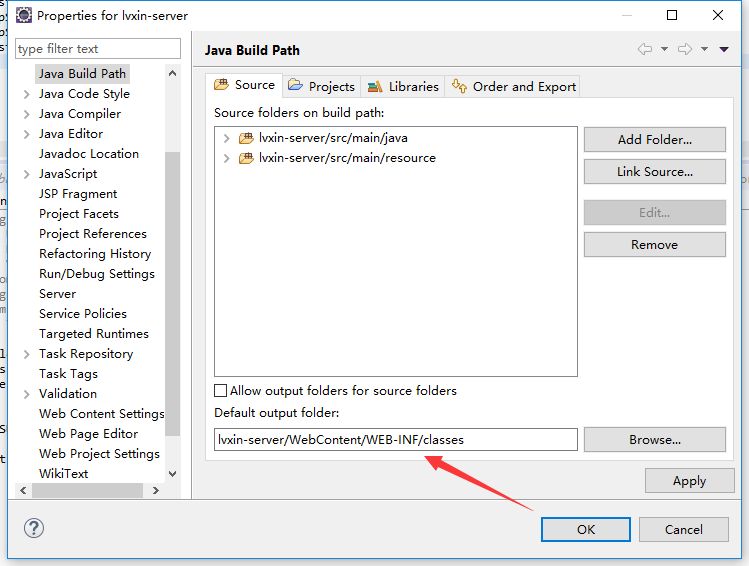 Properties for lvxin-server
type filter text
Java Build Path
Java Code Style
Java Compiler
Java Editor
Javadoc Location
JavaScript
JSP Fragment
Project Facets
Project References
Refactoring History
Run/Debug Settings
Server
Service Policies
Targeted Runtimes
Task Repository
Task Tags
Validation
Web Content Settings
Web Page Editor
Web Project Settings
WikiText
Java Build Path
Source
Projects
Libraries
Order and Export
Source folders on build path:
lvxin-server/src/main/java
lvxin-server/src/main/resource
Add Folder...
Link Source...
Edit...
Remove
Allow output folders for source folders
Default output folder:
lvxin-server/WebContent/WEB-INF/classes
Browse...
Apply
?
OK
Cancel